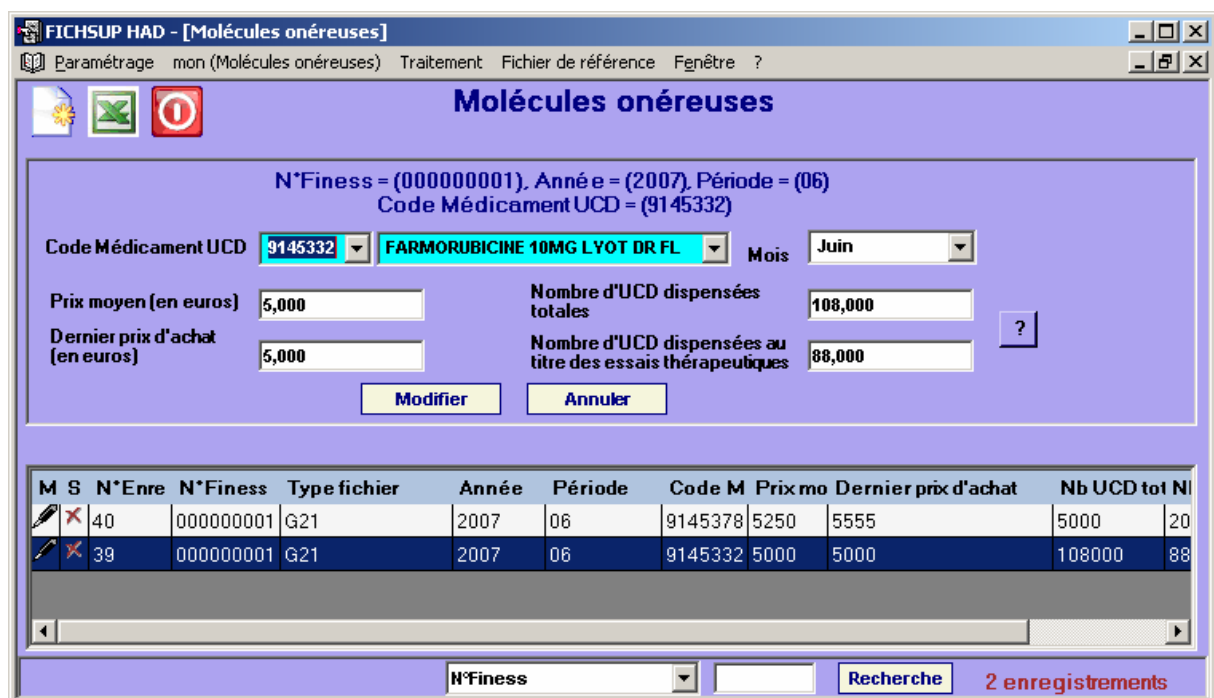 FICHSUP HAD - [Molécules onéreuses]
Paramétrage mon (Molécules onéreuses) Traitement Fichier de référence Fenêtre ?
Molécules onéreuses
N°Finess = (000000001), Année = (2007), Période = (06)
Code Médicament UCD = (9145332)
Code Médicament UCD 9145332 FARMORUBICINE 10MG LYOT DR FL Mois Juin
Prix moyen (en euros) 5,000 Nombre d'UCD dispensées totales 108,000
Dernier prix d'achat (en euros) 5,000 Nombre d'UCD dispensées au titre des essais thérapeutiques 88,000
?
Modifier Annuler
M S N°Enre N°Finess Type fichier Année Période Code M Prix mo Dernier prix d'achat Nb UCD tot
40 000000001 G21 2007 06 9145378 5250 5555 5000 20
39 000000001 G21 2007 06 9145332 5000 5000 108000 88
N°Finess Recherche 2 enregistrements